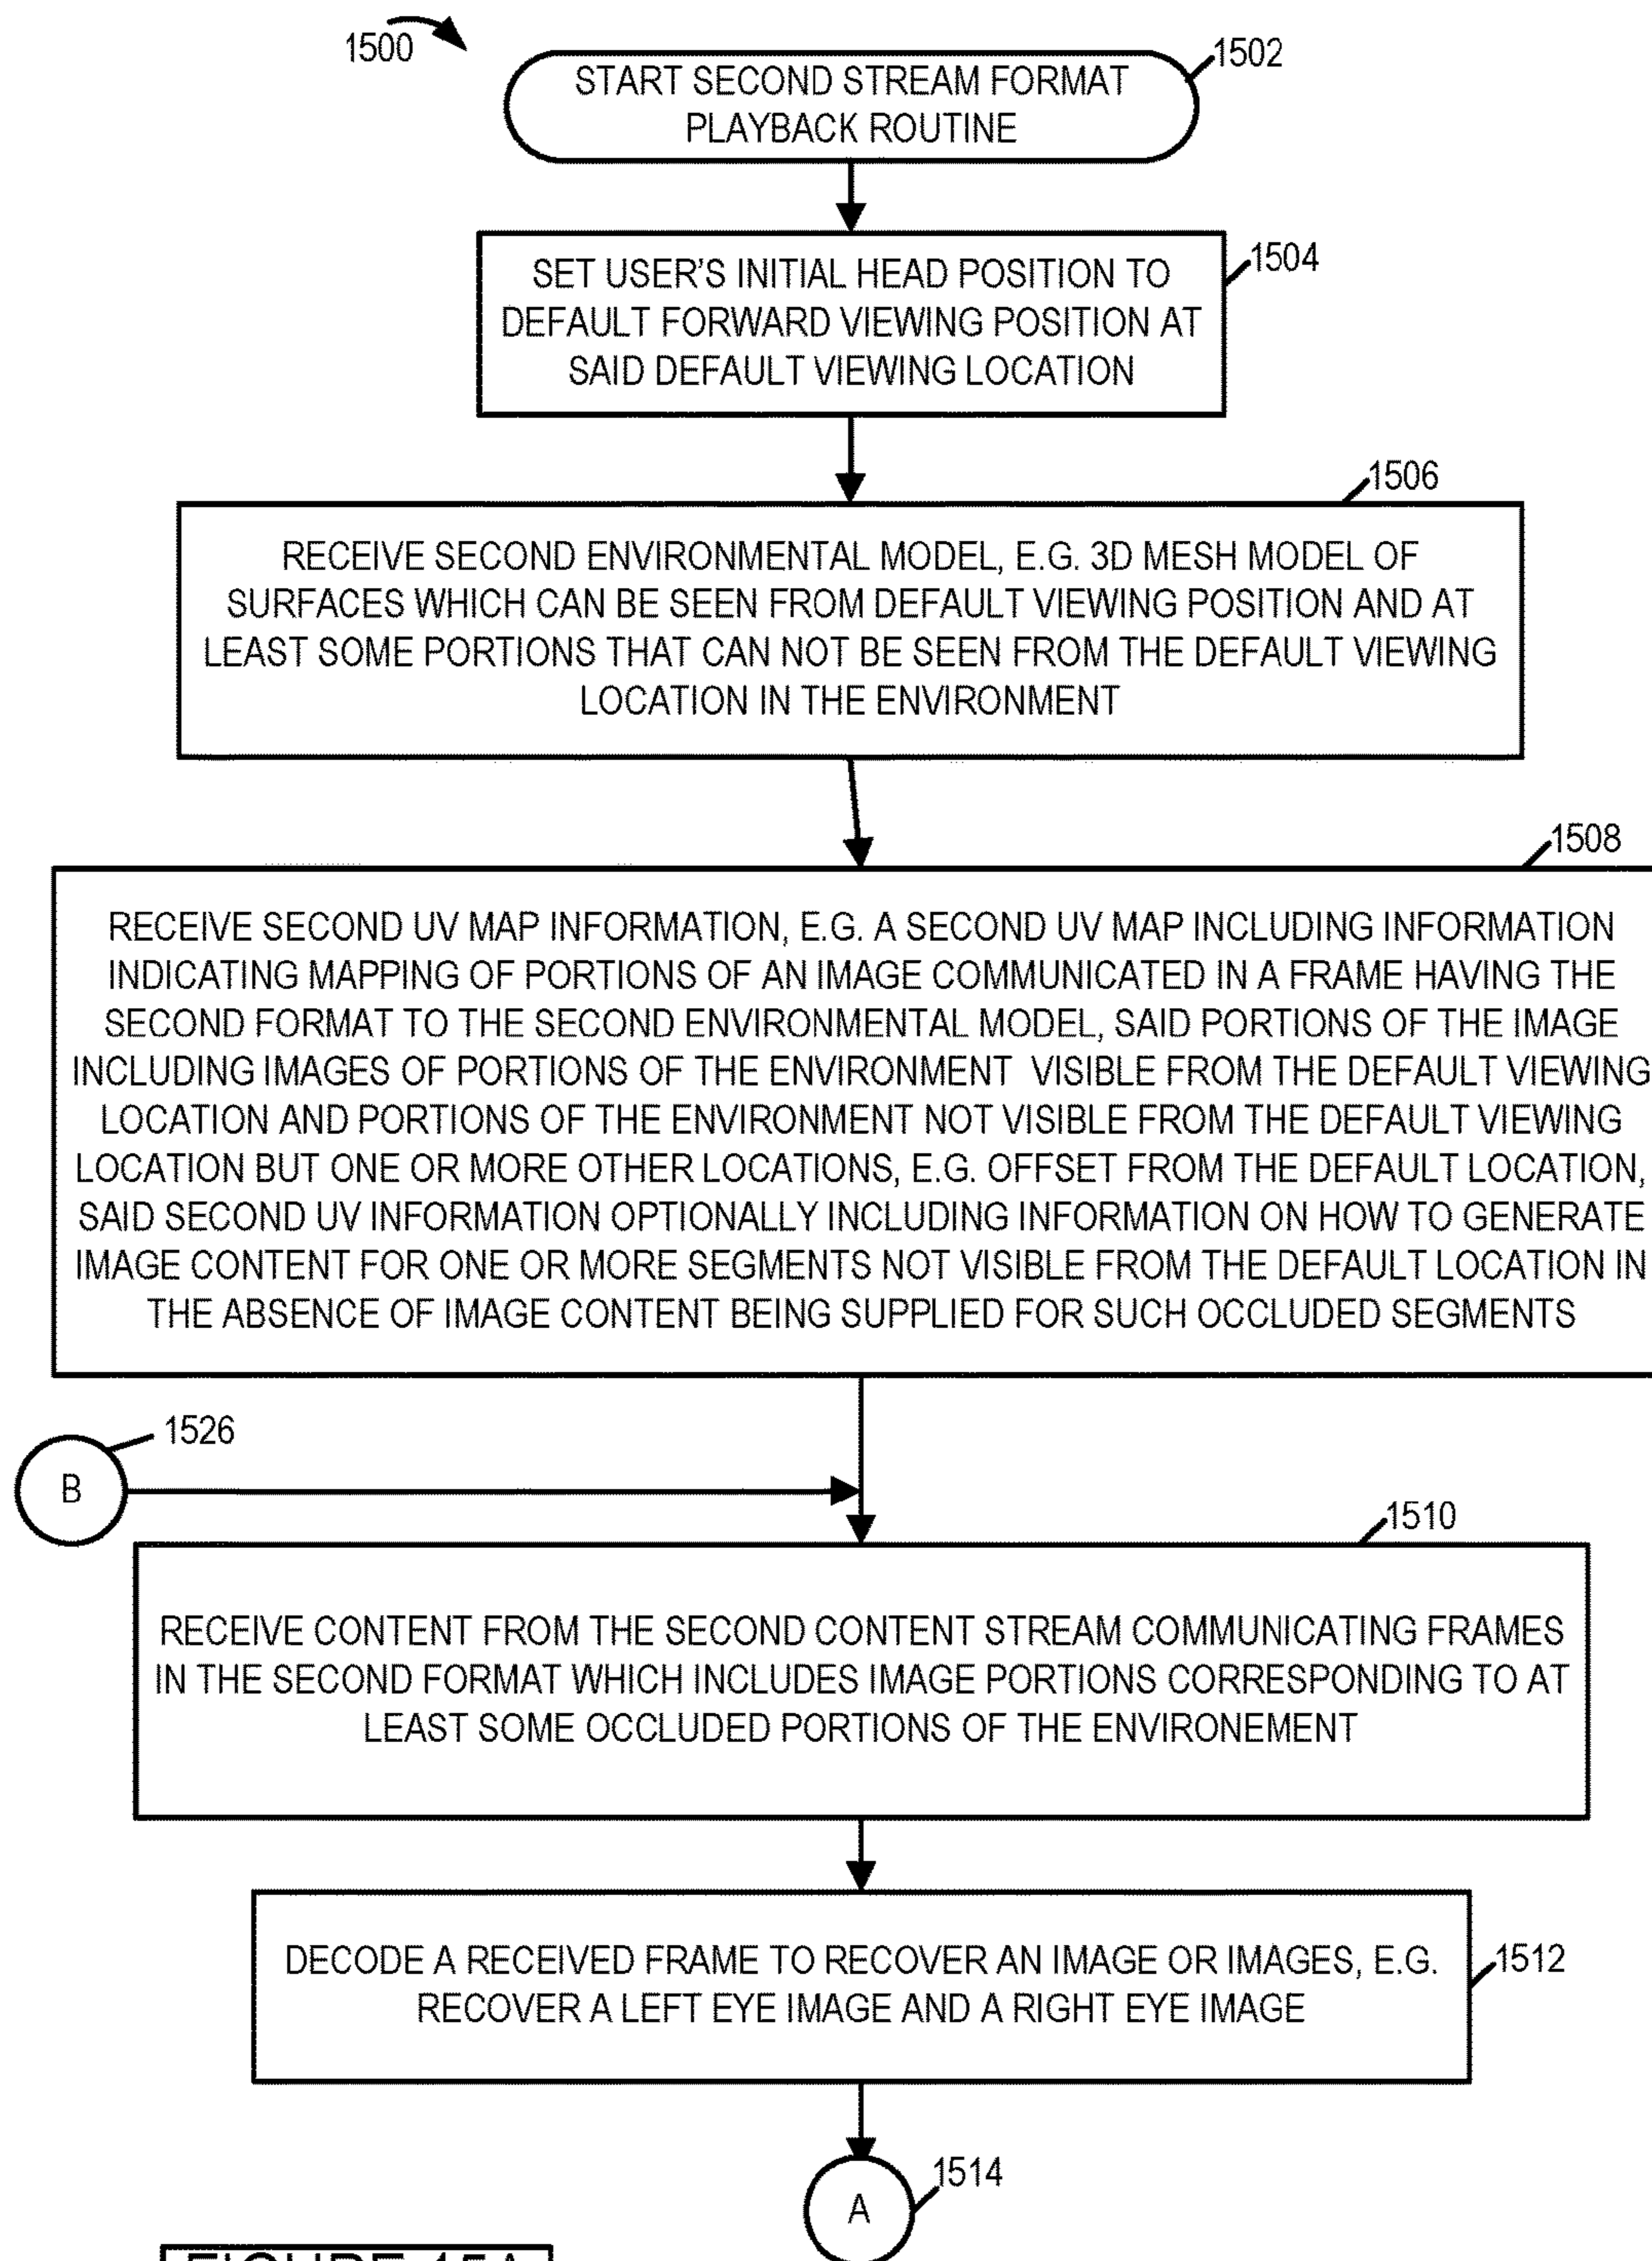 1500
1502
START SECOND STREAM FORMAT
PLAYBACK ROUTINE
1504
SET USER'S INITIAL HEAD POSITION TO
DEFAULT FORWARD VIEWING POSITION AT
SAID DEFAULT VIEWING LOCATION
1506
RECEIVE SECOND ENVIRONMENTAL MODEL, E.G. 3D MESH MODEL OF
SURFACES WHICH CAN BE SEEN FROM DEFAULT VIEWING POSITION AND AT
LEAST SOME PORTIONS THAT CAN NOT BE SEEN FROM THE DEFAULT VIEWING
LOCATION IN THE ENVIRONMENT
1508
RECEIVE SECOND UV MAP INFORMATION, E.G. A SECOND UV MAP INCLUDING INFORMATION
INDICATING MAPPING OF PORTIONS OF AN IMAGE COMMUNICATED IN A FRAME HAVING THE
SECOND FORMAT TO THE SECOND ENVIRONMENTAL MODEL, SAID PORTIONS OF THE IMAGE
INCLUDING IMAGES OF PORTIONS OF THE ENVIRONMENT VISIBLE FROM THE DEFAULT VIEWING
LOCATION AND PORTIONS OF THE ENVIRONMENT NOT VISIBLE FROM THE DEFAULT VIEWING
LOCATION BUT ONE OR MORE OTHER LOCATIONS, E.G. OFFSET FROM THE DEFAULT LOCATION,
SAID SECOND UV INFORMATION OPTIONALLY INCLUDING INFORMATION ON HOW TO GENERATE
IMAGE CONTENT FOR ONE OR MORE SEGMENTS NOT VISIBLE FROM THE DEFAULT LOCATION IN
THE ABSENCE OF IMAGE CONTENT BEING SUPPLIED FOR SUCH OCCLUDED SEGMENTS
1526
B
1510
RECEIVE CONTENT FROM THE SECOND CONTENT STREAM COMMUNICATING FRAMES
IN THE SECOND FORMAT WHICH INCLUDES IMAGE PORTIONS CORRESPONDING TO AT
LEAST SOME OCCLUDED PORTIONS OF THE ENVIRONEMENT
1512
DECODE A RECEIVED FRAME TO RECOVER AN IMAGE OR IMAGES, E.G.
RECOVER A LEFT EYE IMAGE AND A RIGHT EYE IMAGE
1514
A
FIGURE 15A